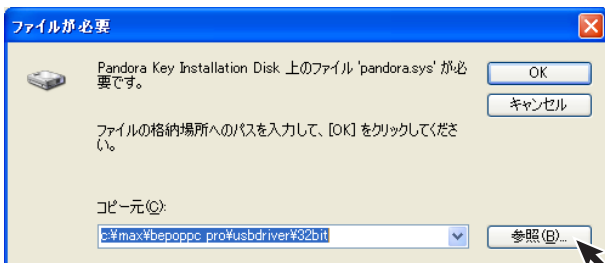 ファイルが必要
Pandora Key Installation Disk 上のファイル 'pandora.sys' が必
要です。
OK
キャンセル
ファイルの格納場所へのパスを入力して、[OK] をクリックしてくださ
い。
コピー元(C):
c:¥max¥bepoppc pro¥usbdriver¥32bit
参照(B)...